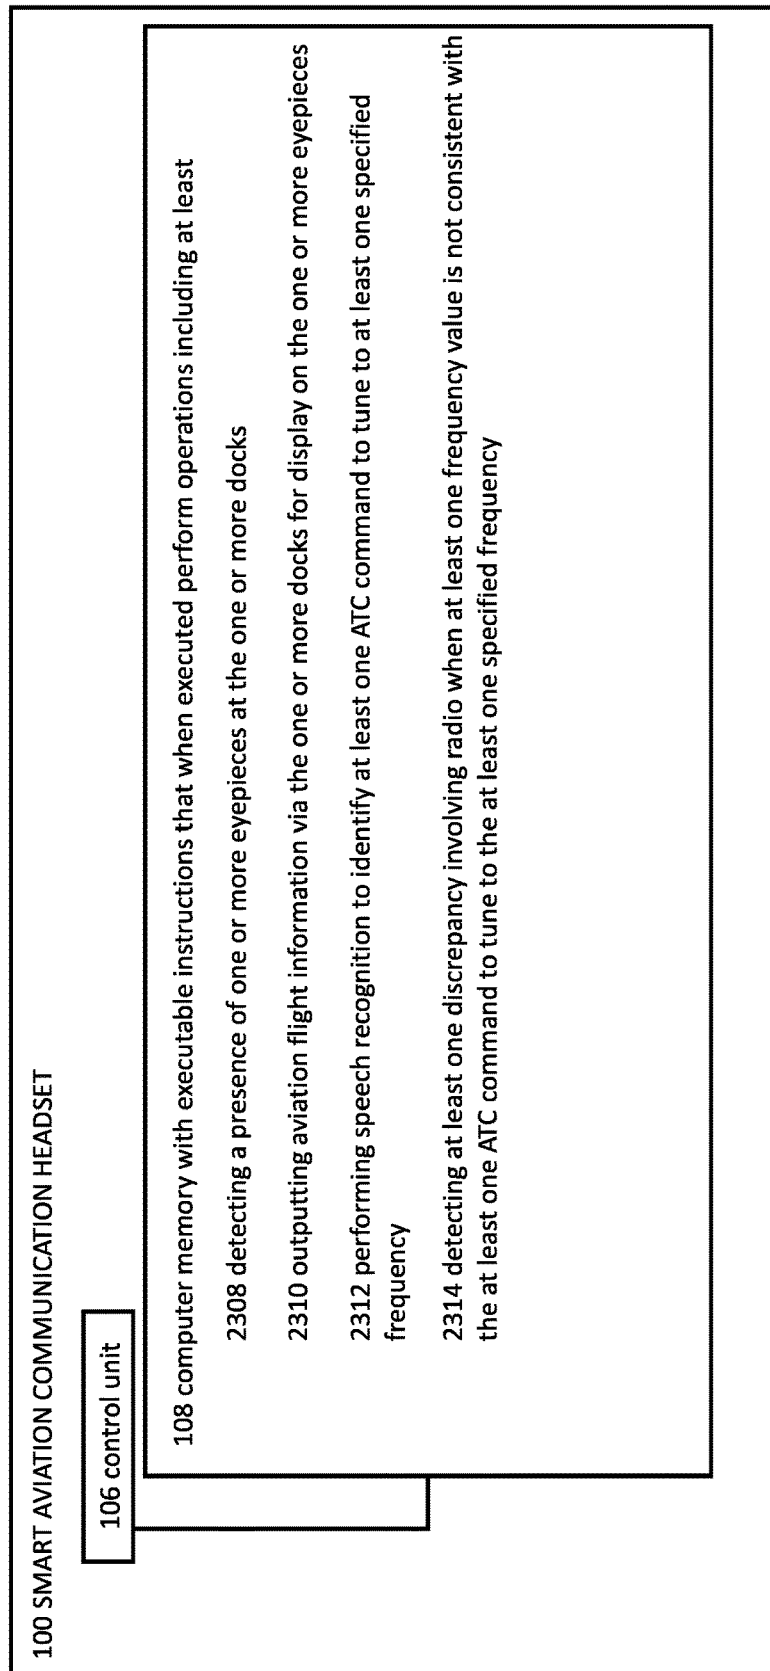 100 SMART AVIATION COMMUNICATION HEADSET
106 control unit
108 computer memory with executable instructions that when executed perform operations including at least
2308 detecting a presence of one or more eyepieces at the one or more docks
2310 outputting aviation flight information via the one or more docks for display on the one or more eyepieces
2312 performing speech recognition to identify at least one ATC command to tune to at least one specified
frequency
2314 detecting at least one discrepancy involving radio when at least one frequency value is not consistent with
the at least one ATC command to tune to the at least one specified frequency